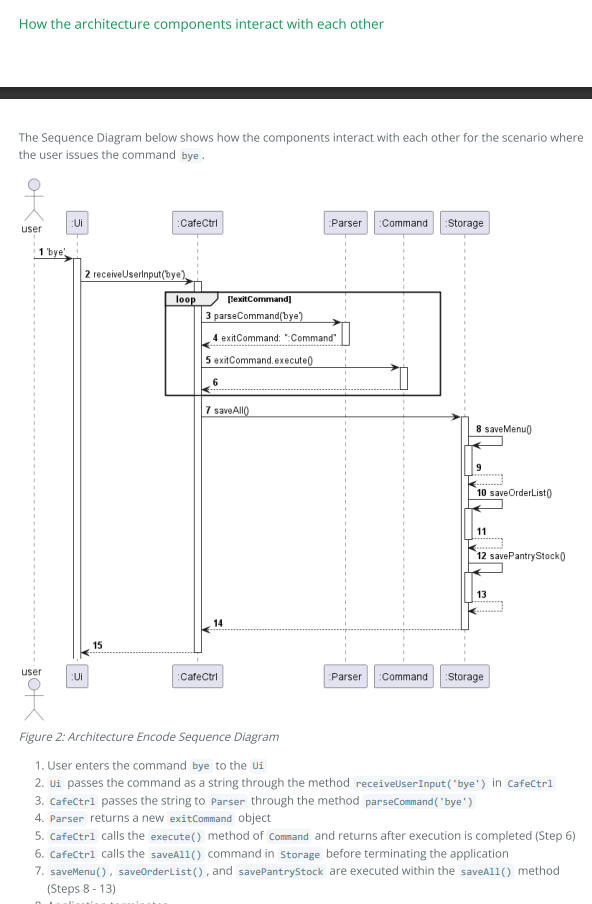 How the architecture components interact with each other
The Sequence Diagram below shows how the components interact with each other for the scenario where
the user issues the command bye.
user
:Ui
:CafeCtrl
:Parser
:Command
:Storage
1 'bye'
2 receiveUserInput('bye')
loop
[!exitCommand]
3 parseCommand('bye')
4 exitCommand: ":Command"
5 exitCommand.execute()
6
7 saveAll()
8 saveMenu()
9
10 saveOrderList()
11
12 savePantryStock()
13
14
15
user
:Ui
:CafeCtrl
:Parser
:Command
:Storage
Figure 2: Architecture Encode Sequence Diagram
1. User enters the command bye to the Ui
2. Ui passes the command as a string through the method receiveUserInput('bye') in CafeCtrl
3. CafeCtrl passes the string to Parser through the method parseCommand('bye')
4. Parser returns a new exitCommand object
5. CafeCtrl calls the execute() method of Command and returns after execution is completed (Step 6)
6. CafeCtrl calls the saveAll() command in Storage before terminating the application
7. saveMenu(), saveOrderList(), and savePantryStock are executed within the saveAll() method
(Steps 8 - 13)